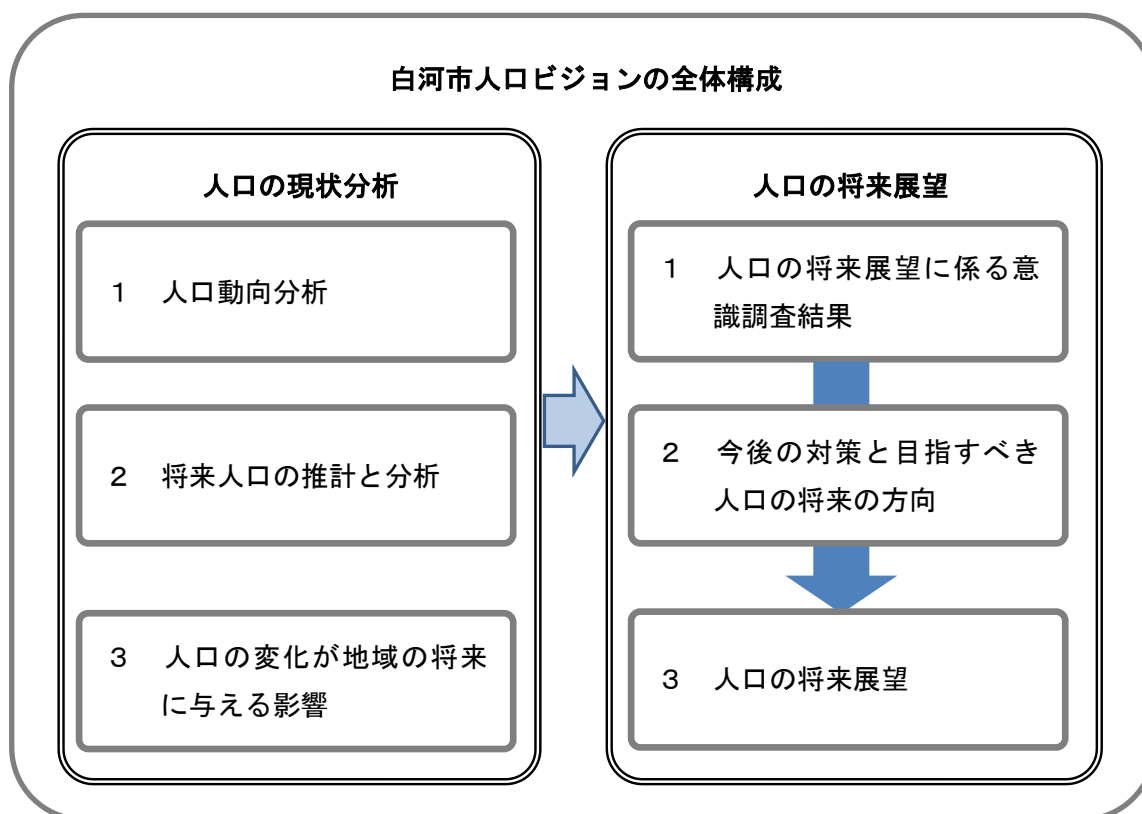 白河市人口ビジョンの全体構成
人口の現状分析
１　人口動向分析
２　将来人口の推計と分析
３　人口の変化が地域の将来
に与える影響
人口の将来展望
１　人口の将来展望に係る意
識調査結果
２　今後の対策と目指すべき
人口の将来の方向
３　人口の将来展望